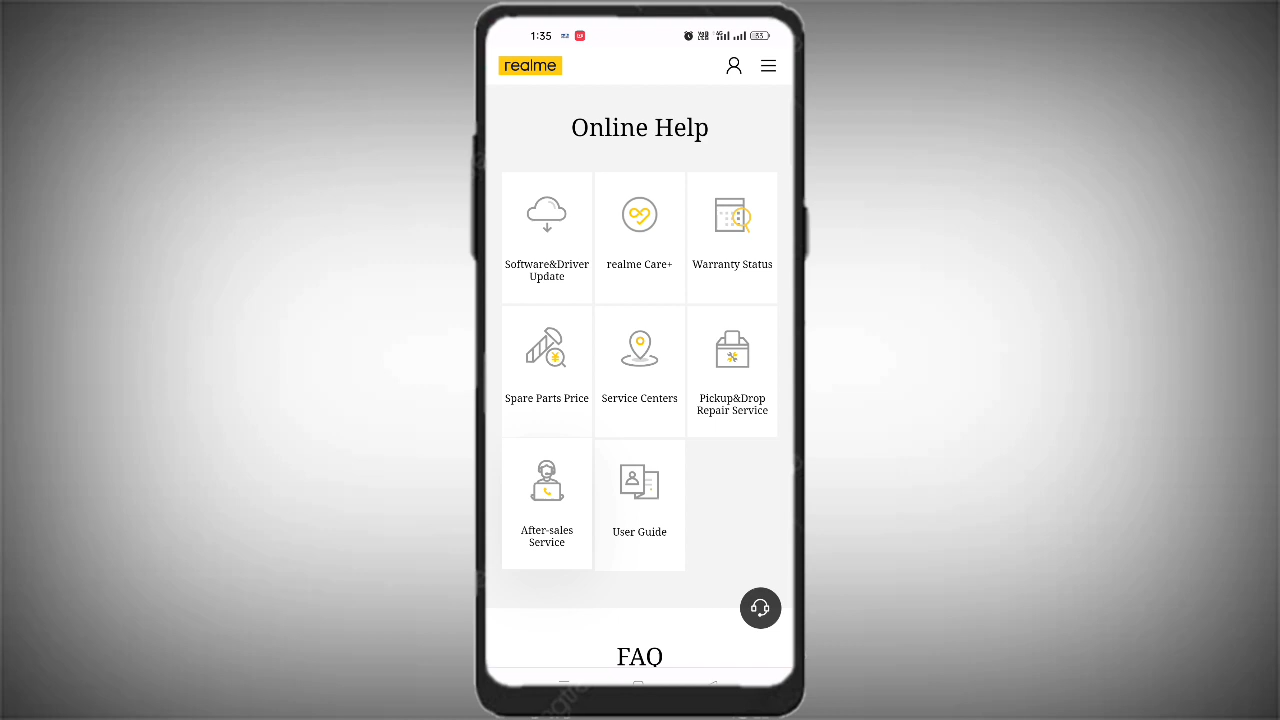 1:35
realme
Online Help
Software&Driver
Update
realme Care+
Warranty Status
Spare Parts Price
Service Centers
Pickup&Drop
Repair Service
After-sales
Service
User Guide
FAQ